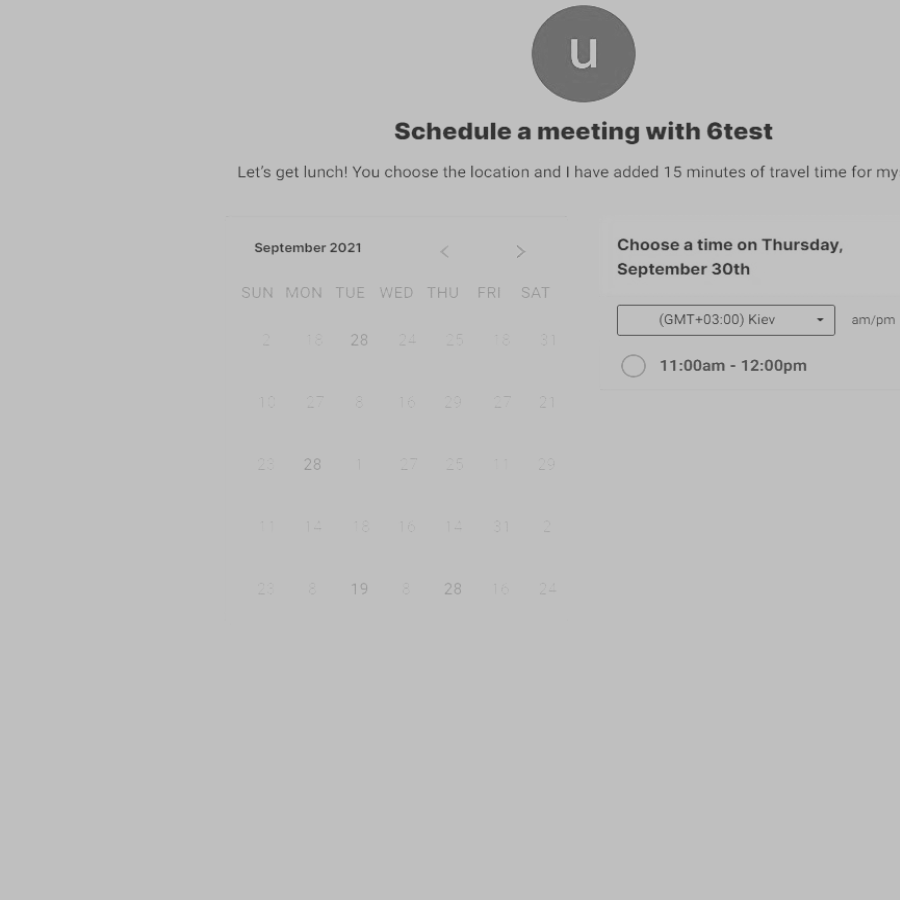 u
Schedule a meeting with 6test
Let's get lunch! You choose the location and I have added 15 minutes of travel time for my
September 2021
SUN MON TUE WED THU FRI SAT
2 18 28 24 25 18 31
10 27 8 16 29 27 21
23 28 1 27 25 11 29
11 14 18 16 14 31 2
23 8 19 3 28 16 24
Choose a time on Thursday,
September 30th
(GMT+03:00) Kiev am/pm
11:00am - 12:00pm